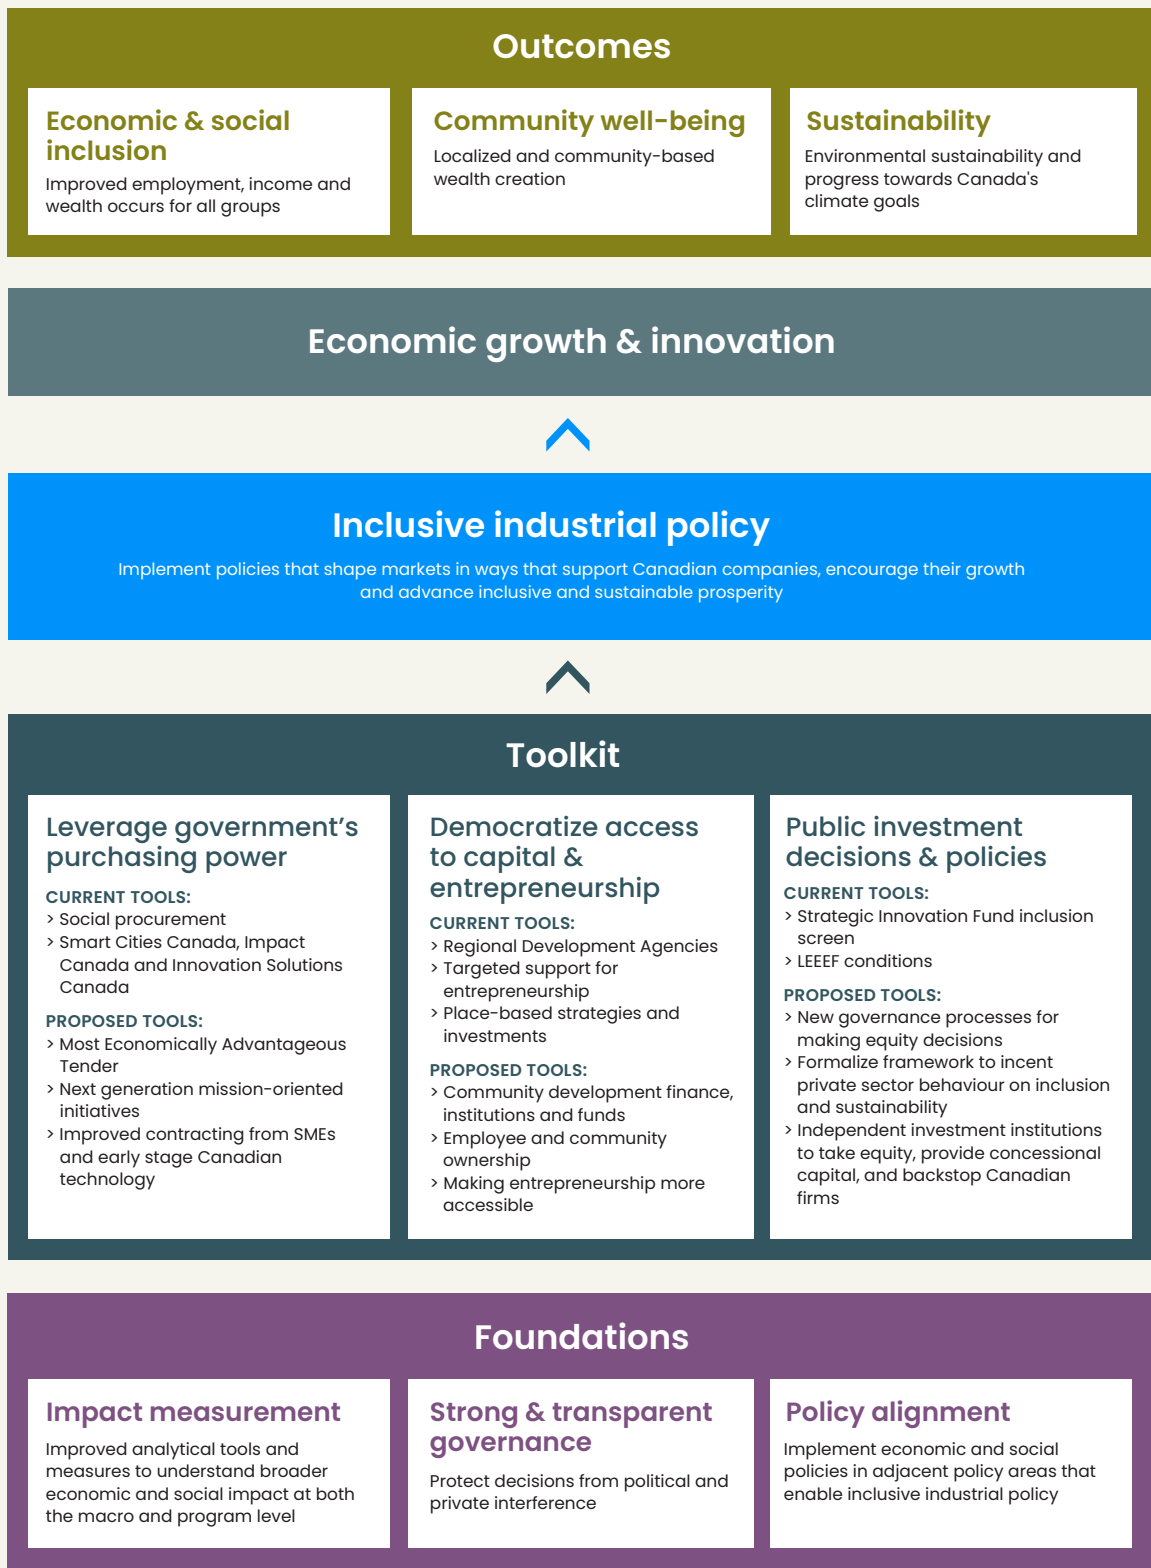 Outcomes
Economic & social
inclusion
Improved employment, income and
wealth occurs for all groups
Community well-being
Localized and community-based
wealth creation
Sustainability
Environmental sustainability and
progress towards Canada's
climate goals
Economic growth & innovation
Inclusive industrial policy
Implement policies that shape markets in ways that support Canadian companies, encourage their growth
and advance inclusive and sustainable prosperity
Toolkit
Leverage government’s
purchasing power
CURRENT TOOLS:
> Social procurement
> Smart Cities Canada, Impact
Canada and Innovation Solutions
Canada
PROPOSED TOOLS:
> Most Economically Advantageous
Tender
> Next generation mission-oriented
initiatives
> Improved contracting from SMEs
and early stage Canadian
technology
Democratize access
to capital &
entrepreneurship
CURRENT TOOLS:
> Regional Development Agencies
> Targeted support for
entrepreneurship
> Place-based strategies and
investments
PROPOSED TOOLS:
> Community development finance,
institutions and funds
> Employee and community
ownership
> Making entrepreneurship more
accessible
Public investment
decisions & policies
CURRENT TOOLS:
> Strategic Innovation Fund inclusion
screen
> LEEEF conditions
PROPOSED TOOLS:
> New governance processes for
making equity decisions
> Formalize framework to incent
private sector behaviour on inclusion
and sustainability
> Independent investment institutions
to take equity, provide concessional
capital, and backstop Canadian
firms
Foundations
Impact measurement
Improved analytical tools and
measures to understand broader
economic and social impact at both
the macro and program level
Strong & transparent
governance
Protect decisions from political and
private interference
Policy alignment
Implement economic and social
policies in adjacent policy areas that
enable inclusive industrial policy